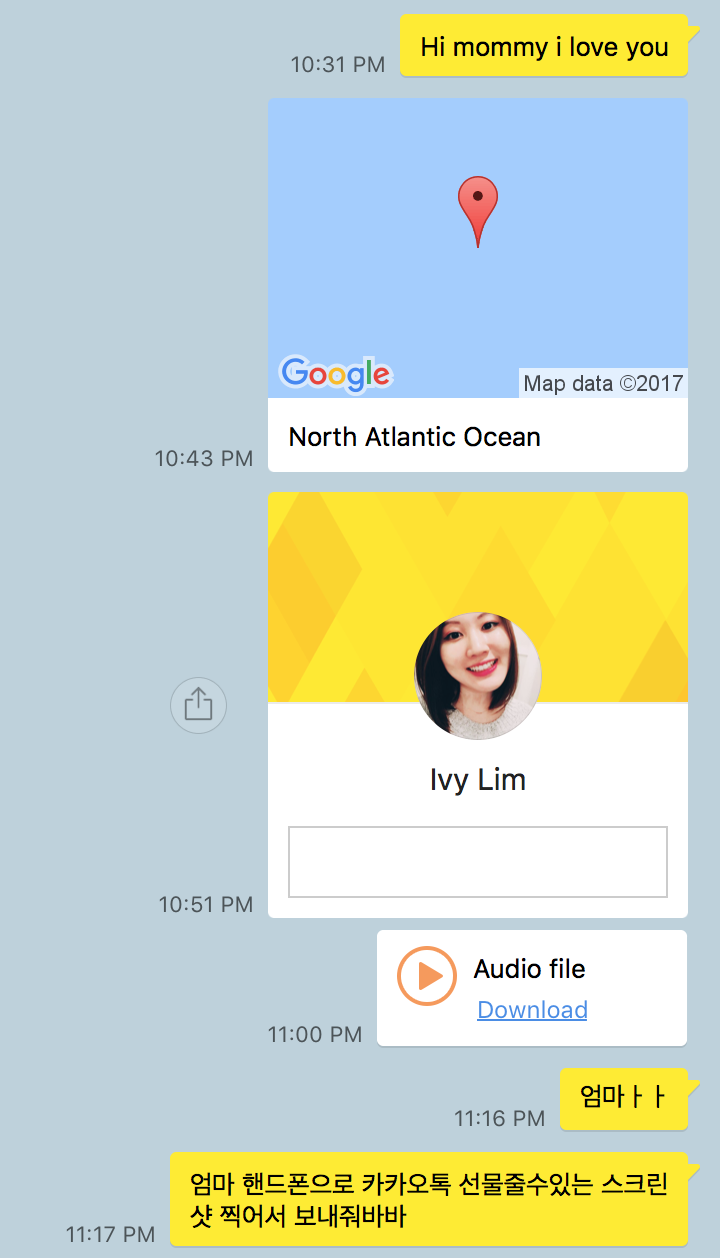 Hi mommy i love you
10:31 PM
Google
Map data ©2017
North Atlantic Ocean
10:43 PM
Ivy Lim
10:51 PM
Audio file
Download
11:00 PM
엄마ㅏㅏ
11:16 PM
엄마 핸드폰으로 카카오톡 선물줄수있는 스크린
샷 찍어서 보내줘바바
11:17 PM